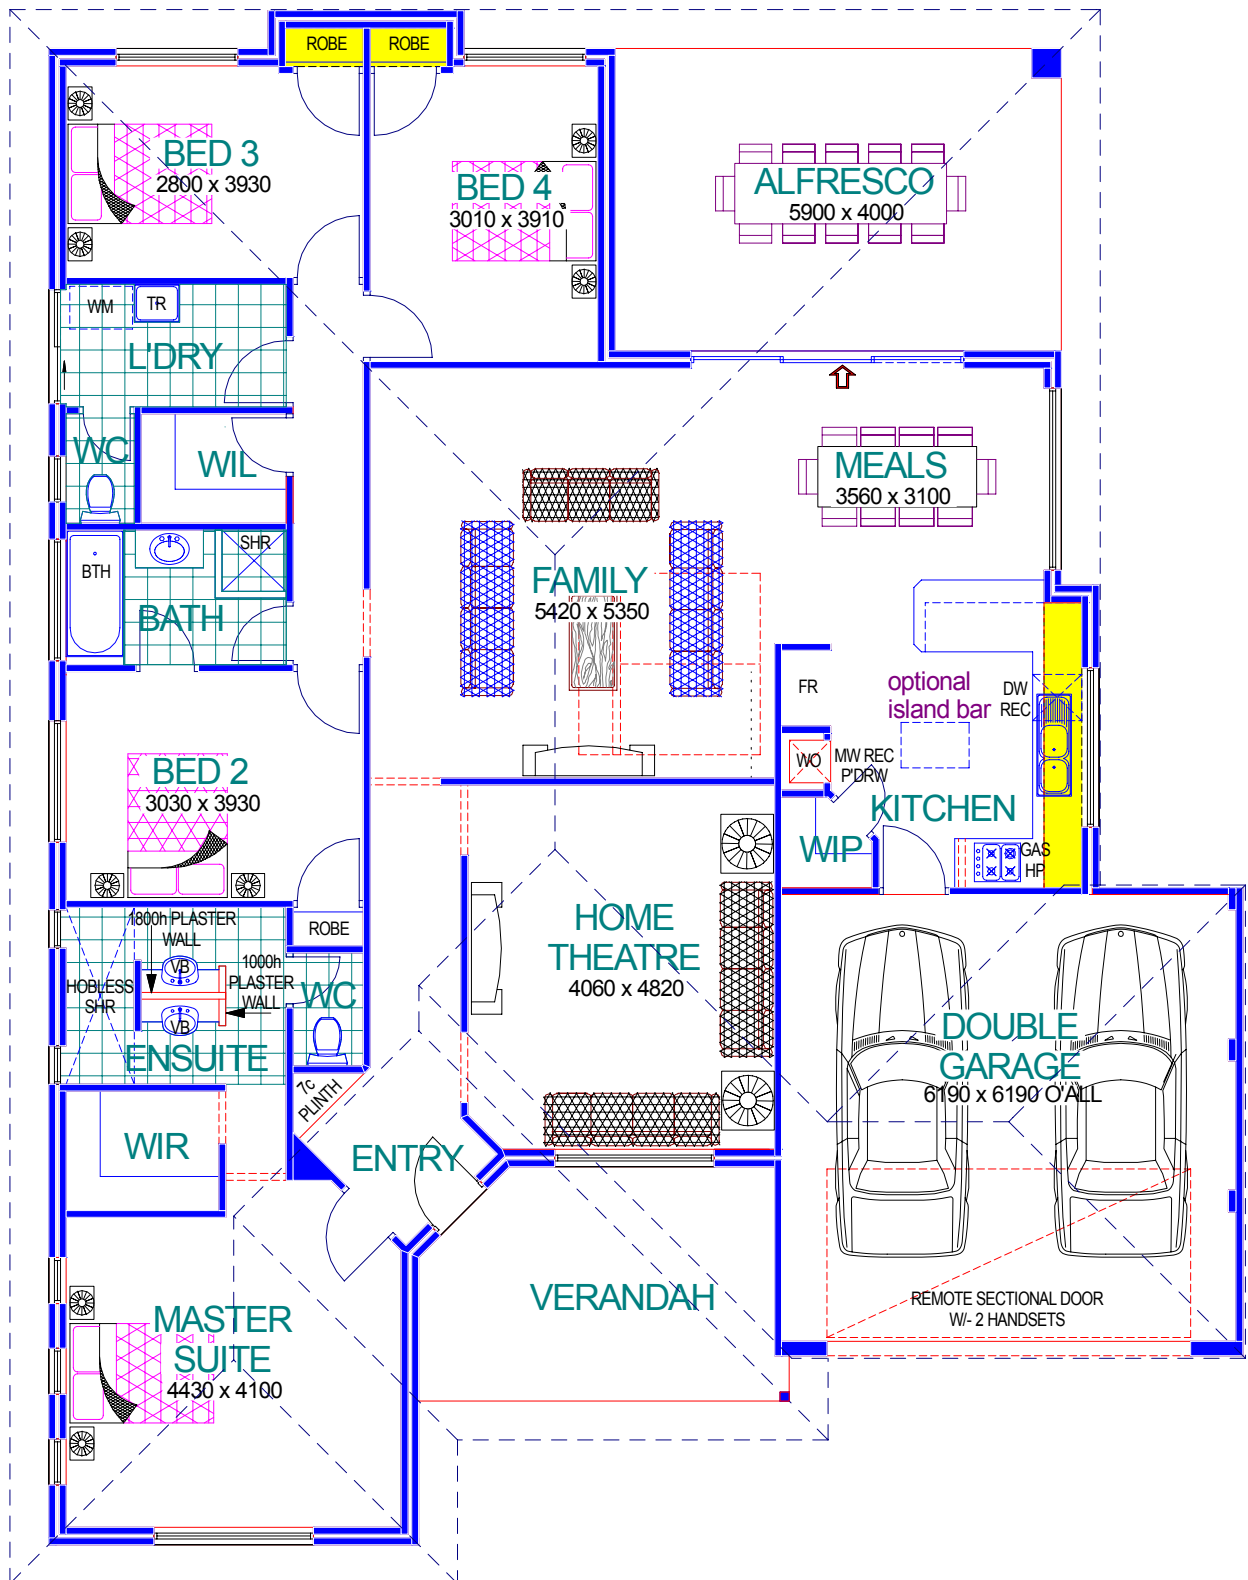 ROBE
ROBE
BED 3
2800 x 3930
BED 4
3010 x 3910
ALFRESCO
5900 x 4000
WM
TR
L'DRY
WC
WIL
MEALS
3560 x 3100
SHR
BTH
BATH
FAMILY
5420 x 5350
FR
optional
island bar
DW
REC
BED 2
3030 x 3930
WO
MW REC
P'DRW
KITCHEN
WIP
GAS
HP
1800h PLASTER
WALL
ROBE
HOME
THEATRE
4060 x 4820
VB
1000h
PLASTER
WALL
HOBLESS
SHR
WC
VB
ENSUITE
DOUBLE
GARAGE
6190 x 6190 O'ALL
7c
PLINTH
WIR
ENTRY
VERANDAH
REMOTE SECTIONAL DOOR
W/- 2 HANDSETS
MASTER
SUITE
4430 x 4100